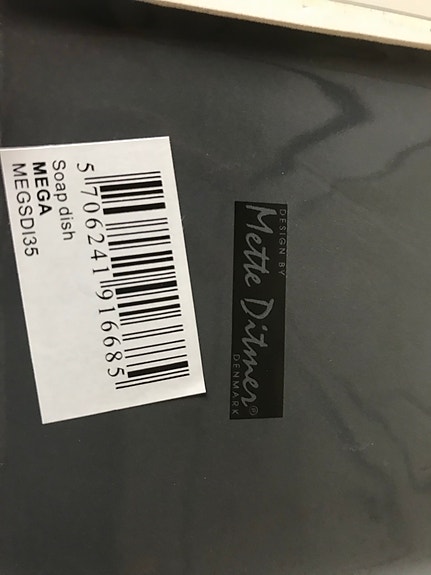 5 706241 916685
Soap dish
MEGA
MEGSDI35
DESIGN BY
Mette Ditmer®
DENMARK